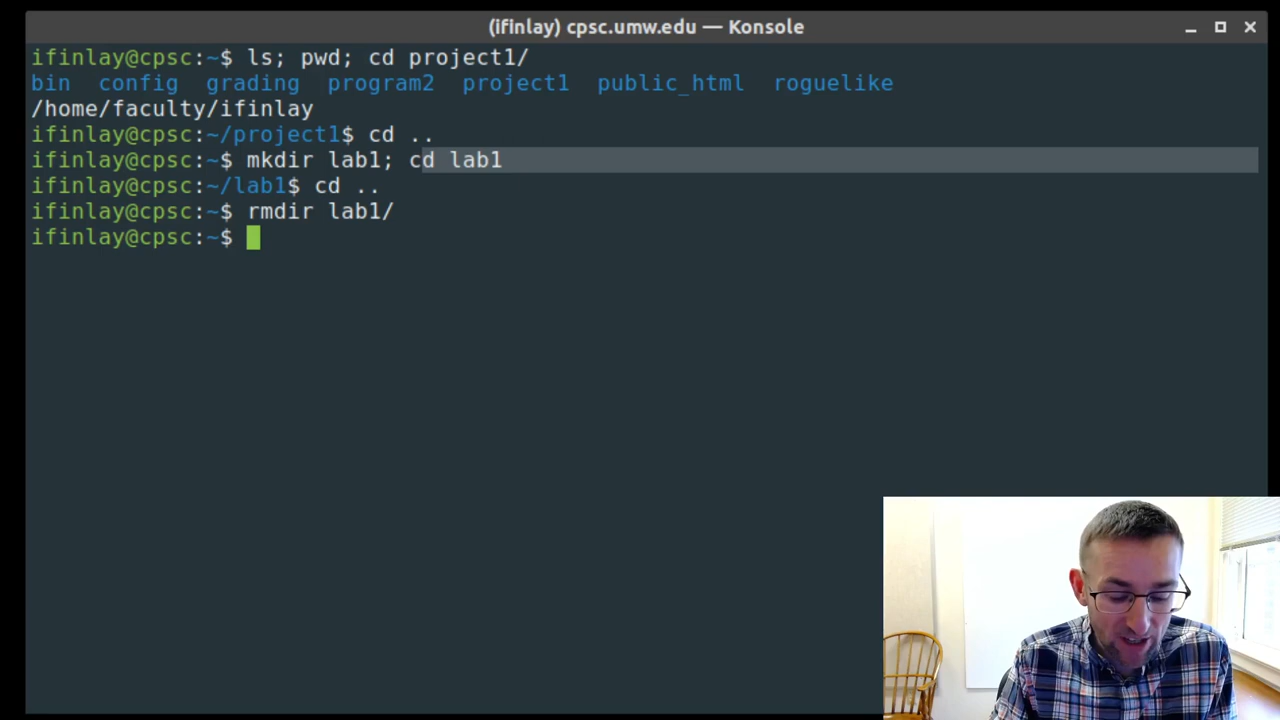 (ifinlay) cpsc.umw.edu — Konsole
ifinlay@cpsc:~$ ls; pwd; cd project1/
bin config grading program2 project1 public_html roguelike
/home/faculty/ifinlay
ifinlay@cpsc:~/project1$ cd ..
ifinlay@cpsc:~$ mkdir lab1; cd lab1
ifinlay@cpsc:~/lab1$ cd ..
ifinlay@cpsc:~$ rmdir lab1/
ifinlay@cpsc:~$